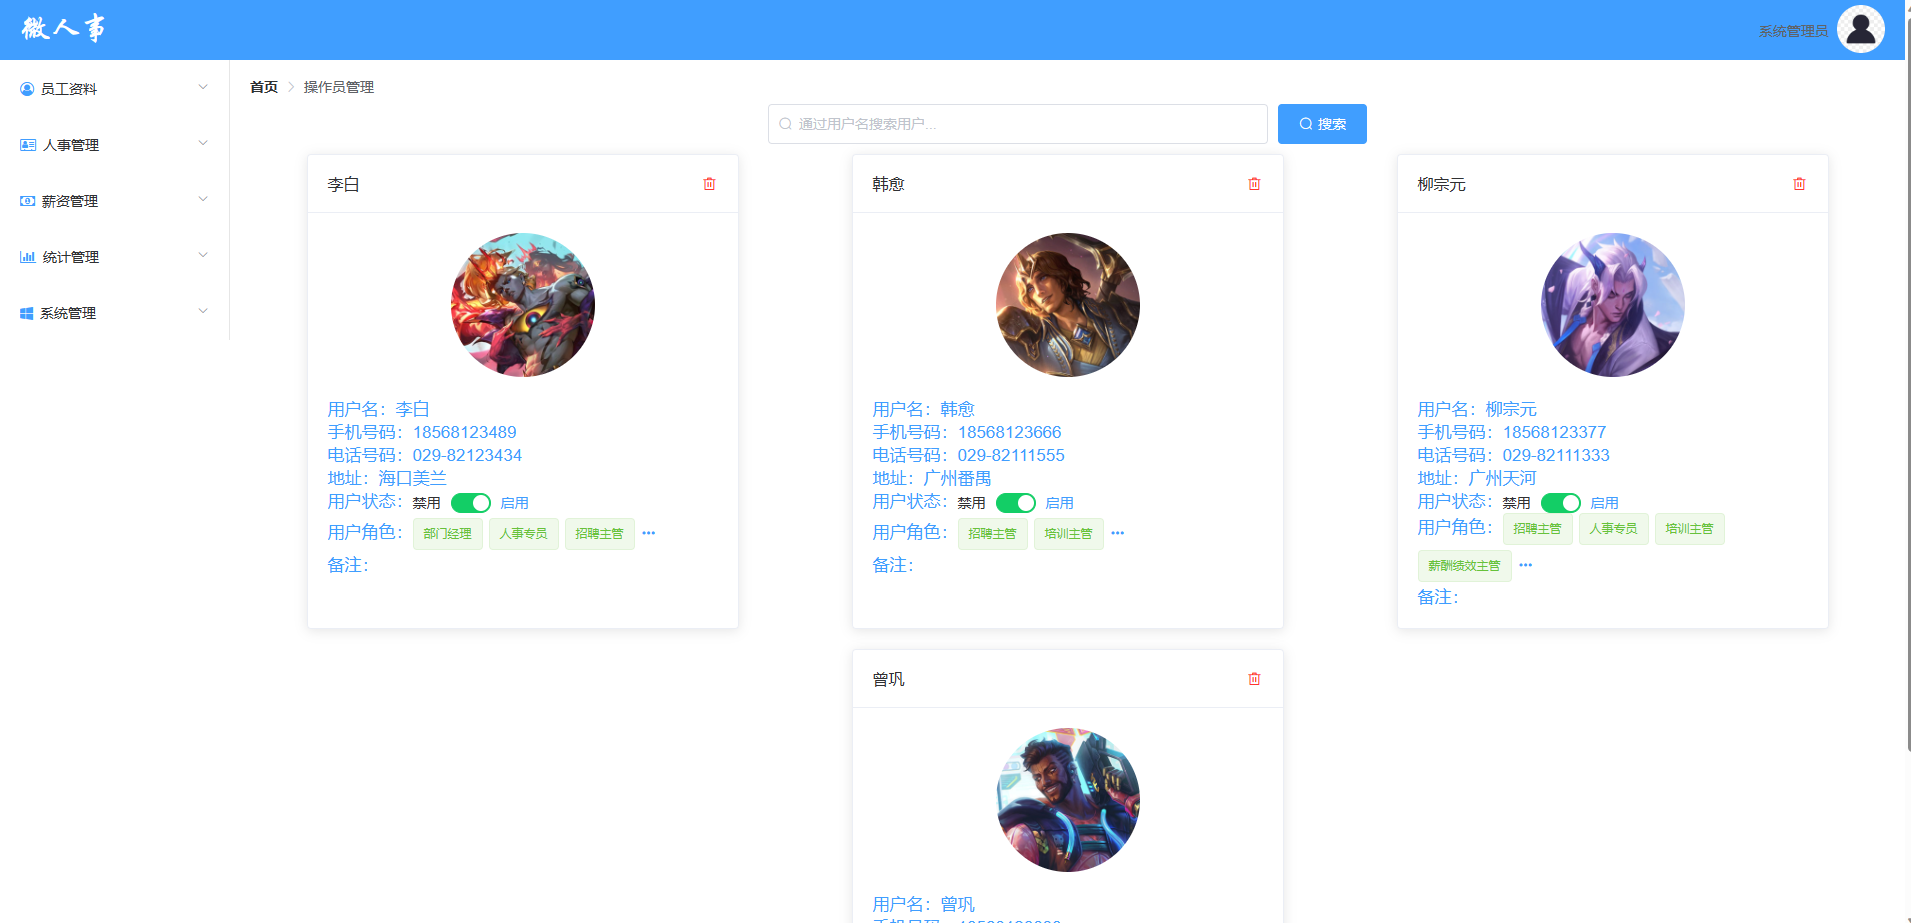 微人事
系统管理员
员工资料
人事管理
薪资管理
统计管理
系统管理
首页 > 操作员管理
通过用户名搜索用户...
搜索
李白
用户名：李白
手机号码：18568123489
电话号码：029-82123434
地址：海口美兰
用户状态：禁用 启用
用户角色：部门经理 人事专员 招聘主管 ···
备注：
韩愈
用户名：韩愈
手机号码：18568123666
电话号码：029-82111555
地址：广州番禺
用户状态：禁用 启用
用户角色：招聘主管 培训主管 ···
备注：
柳宗元
用户名：柳宗元
手机号码：18568123377
电话号码：029-82111333
地址：广州天河
用户状态：禁用 启用
用户角色：招聘主管 人事专员 培训主管
薪酬绩效主管 ···
备注：
曾巩
用户名：曾巩